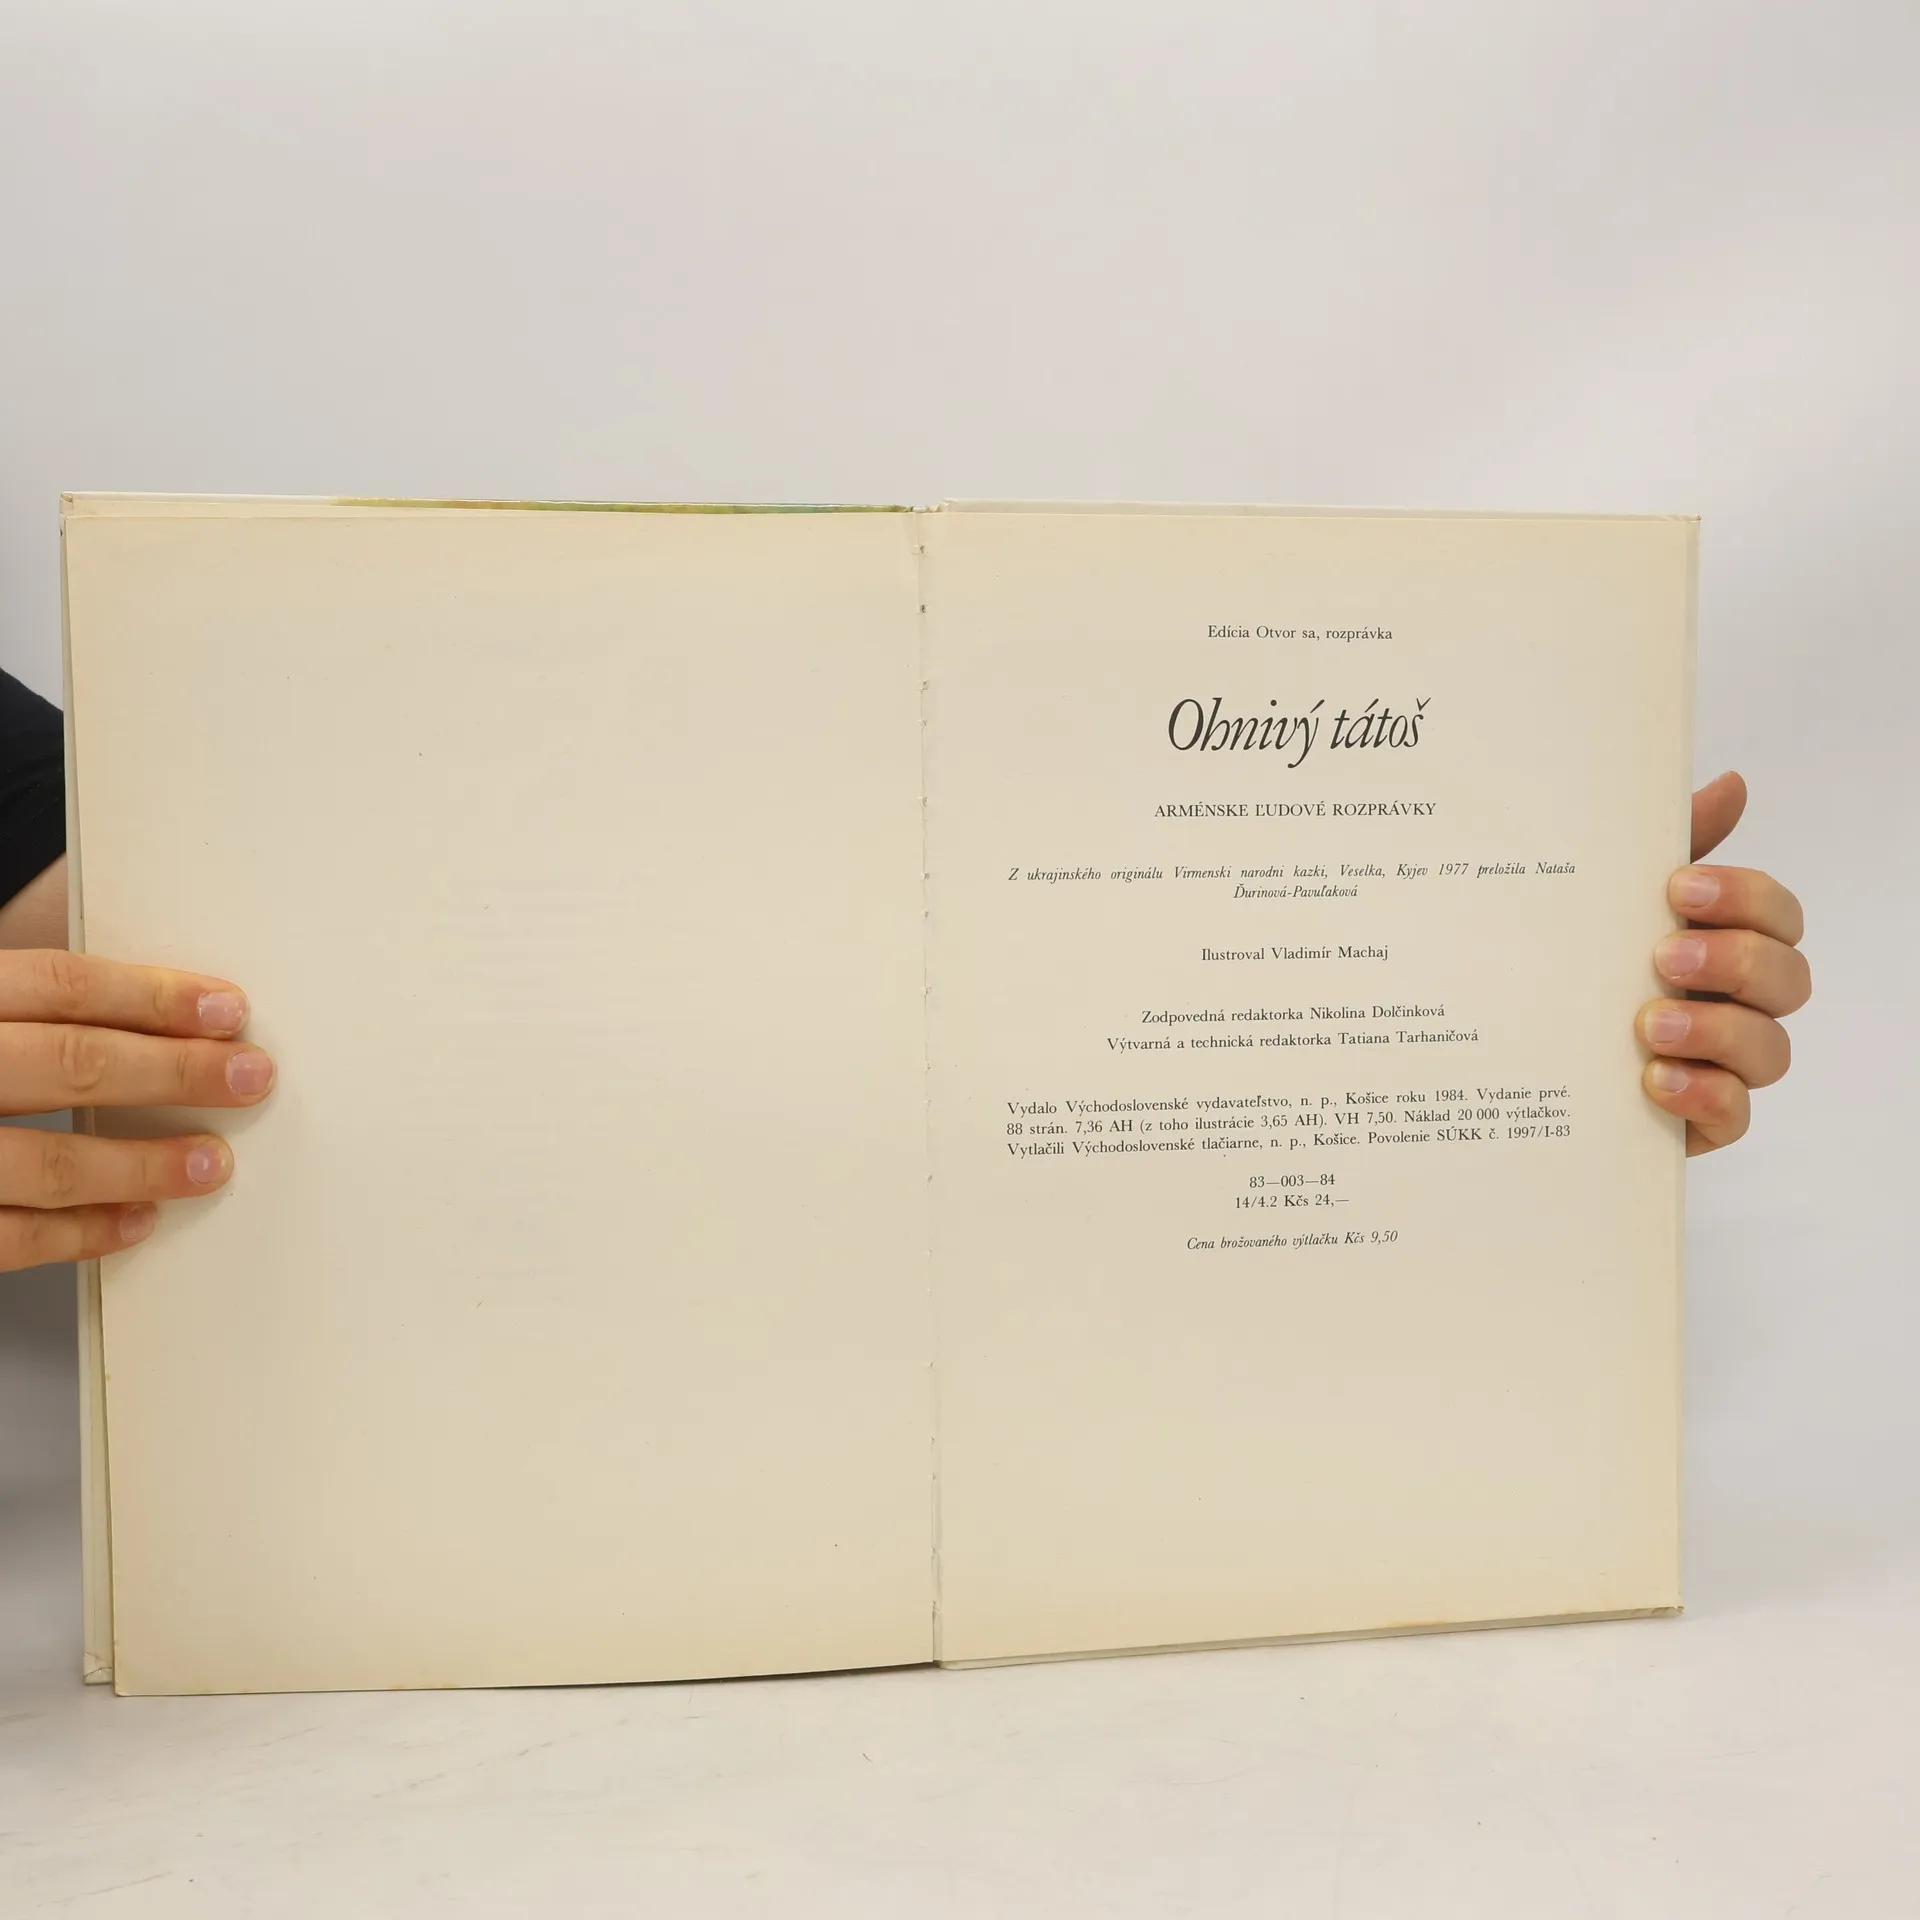 Edícia Otvor sa, rozprávka
Ohnivý tátoš
ARMÉNSKE ĽUDOVÉ ROZPRÁVKY
Z ukrajinského originálu Virmenski narodni kazki, Veselka, Kyjev 1977 preložila Nataša
Ďurinová-Pavuľaková
Ilustroval Vladimír Machaj
Zodpovedná redaktorka Nikolina Dolčinková
Výtvarná a technická redaktorka Tatiana Tarhaničová
Vydalo Východoslovenské vydavateľstvo, n. p., Košice roku 1984. Vydanie prvé.
88 strán. 7,36 AH (z toho ilustrácie 3,65 AH). VH 7,50. Náklad 20 000 výtlačkov.
Vytlačili Východoslovenské tlačiarne, n. p., Košice. Povolenie SÚKK č. 1997/I-83
83—003—84
14/4.2 Kčs 24,—
Cena brožovaného výtlačku Kčs 9,50